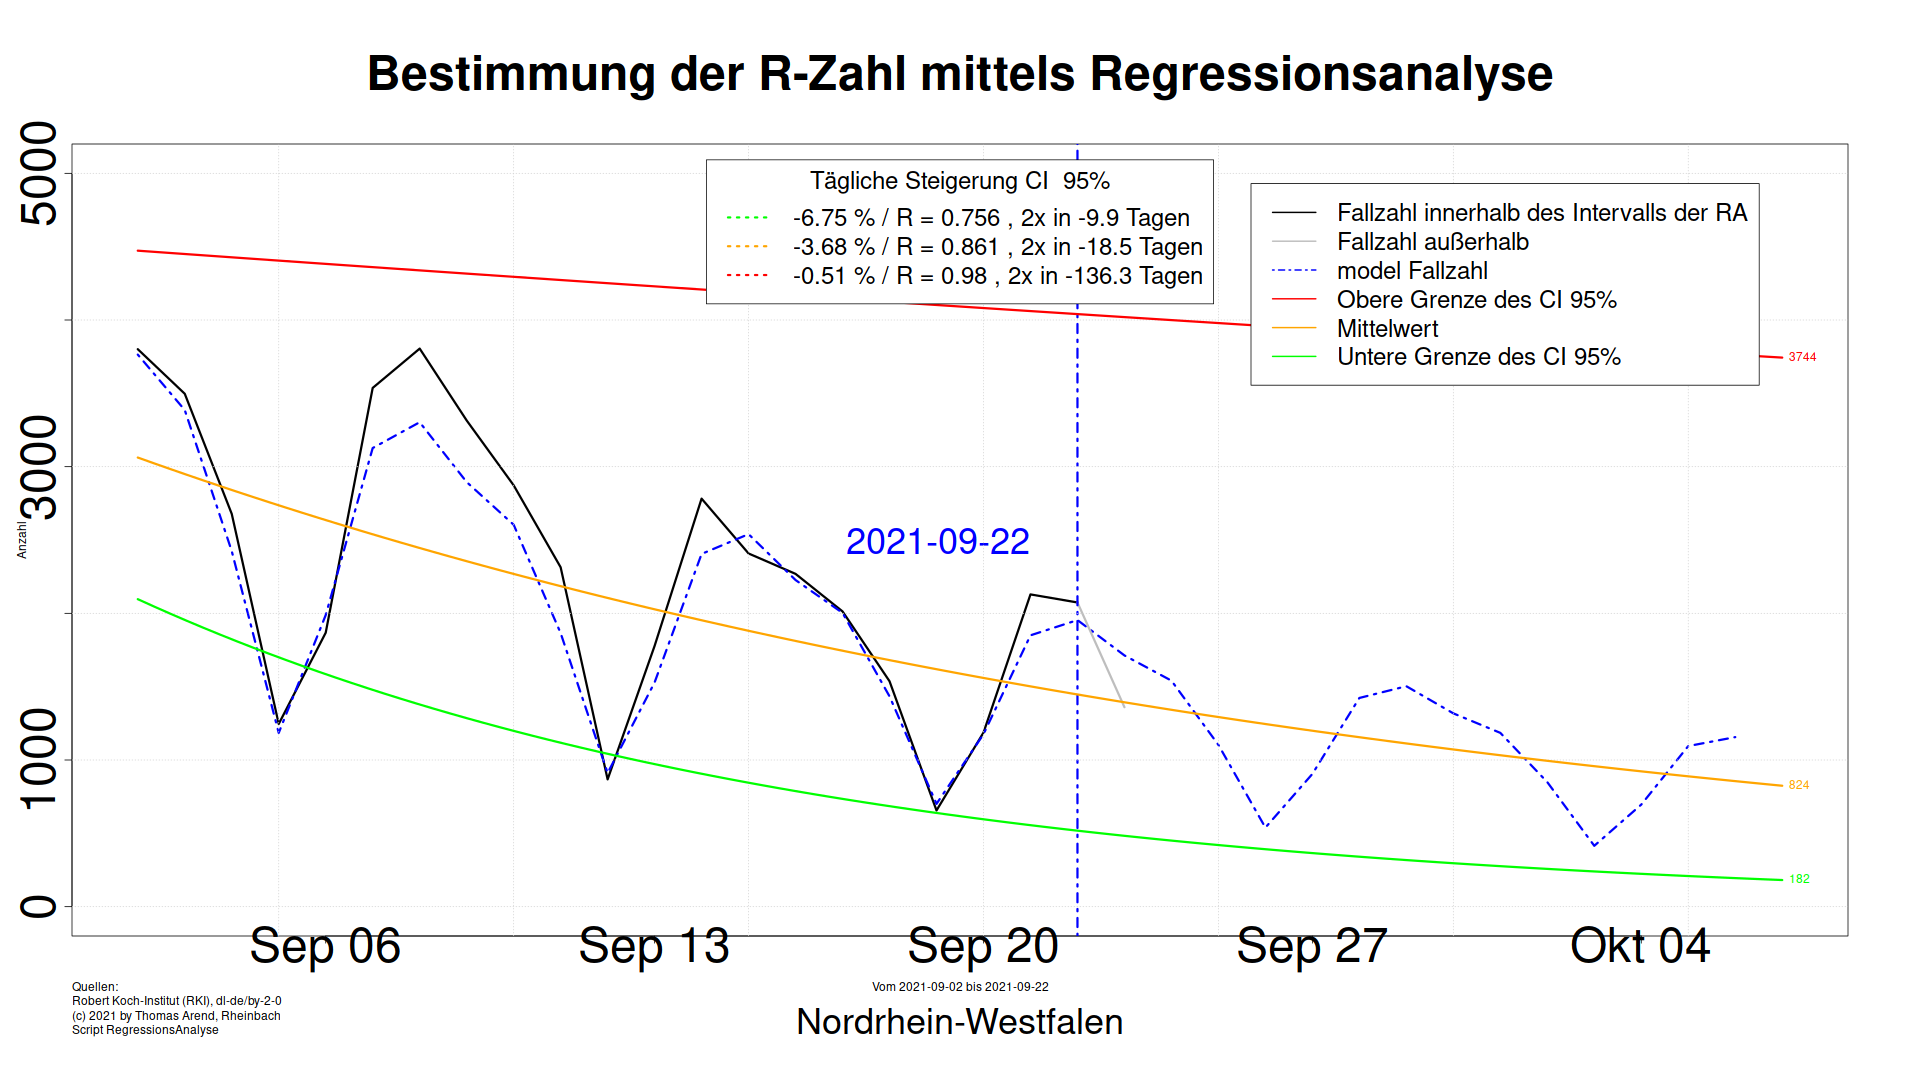 Bestimmung der R-Zahl mittels Regressionsanalyse
Tägliche Steigerung CI  95%
-6.75 % / R = 0.756 , 2x in -9.9 Tagen
-3.68 % / R = 0.861 , 2x in -18.5 Tagen
-0.51 % / R = 0.98 , 2x in -136.3 Tagen
Fallzahl innerhalb des Intervalls der RA
Fallzahl außerhalb
model Fallzahl
Obere Grenze des CI 95%
Mittelwert
Untere Grenze des CI 95%
5000
3000
1000
0
Anzahl
2021-09-22
3744
824
182
Sep 06
Sep 13
Sep 20
Sep 27
Okt 04
Vom 2021-09-02 bis 2021-09-22
Nordrhein-Westfalen
Quellen:
Robert Koch-Institut (RKI), dl-de/by-2-0
(c) 2021 by Thomas Arend, Rheinbach
Script RegressionsAnalyse